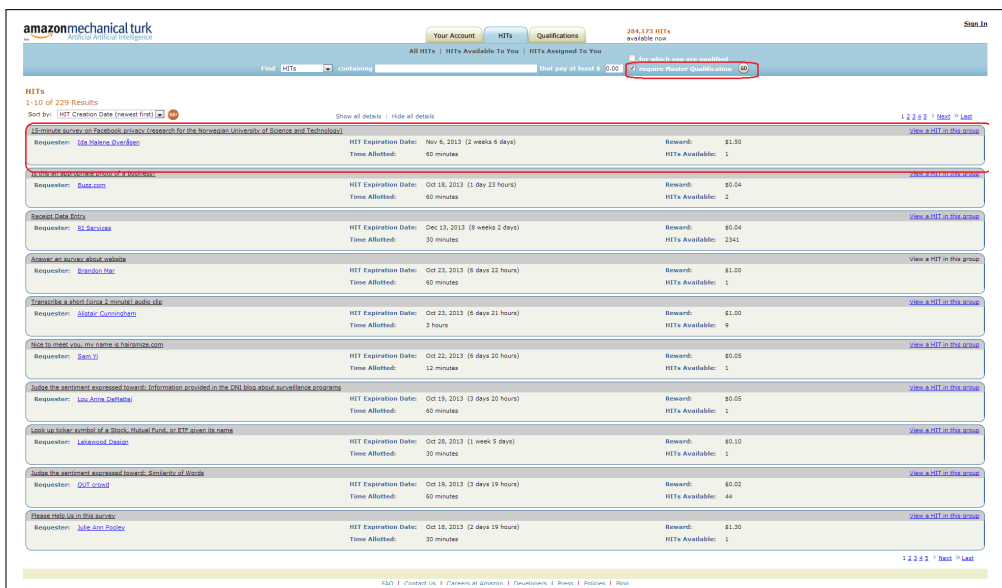 Sign In
amazonmechanical turk
Artificial Artificial Intelligence
Your Account HITs Qualifications
284,173 HITs
available now
All HITs | HITs Available To You | HITs Assigned To You
for which you are qualified
Find HITs containing that pay at least $ 0.00 require Master Qualification GO
HITs
1-10 of 229 Results
Sort by: HIT Creation Date (newest first) GO! Show all details | Hide all details 1 2 3 4 5 › Next » Last
15-minute survey on Facebook privacy (research for the Norwegian University of Science and Technology) View a HIT in this group
Requester: Ida Malene Øveråsen HIT Expiration Date: Nov 6, 2013 (2 weeks 6 days) Reward: $1.50
Time Allotted: 60 minutes HITs Available: 1
Is this an appropriate photo of a business? View a HIT in this group
Requester: Buzz.com HIT Expiration Date: Oct 18, 2013 (1 day 23 hours) Reward: $0.04
Time Allotted: 60 minutes HITs Available: 2
Receipt Data Entry View a HIT in this group
Requester: RI Services HIT Expiration Date: Dec 13, 2013 (8 weeks 2 days) Reward: $0.04
Time Allotted: 30 minutes HITs Available: 2341
Answer an survey about website View a HIT in this group
Requester: Brandon Mar HIT Expiration Date: Oct 23, 2013 (6 days 22 hours) Reward: $1.00
Time Allotted: 60 minutes HITs Available: 1
Transcribe a short (circa 2 minute) audio clip View a HIT in this group
Requester: Alistair Cunningham HIT Expiration Date: Oct 23, 2013 (6 days 21 hours) Reward: $1.00
Time Allotted: 3 hours HITs Available: 9
Nice to meet you, my name is hairsmize.com View a HIT in this group
Requester: Sam Yi HIT Expiration Date: Oct 22, 2013 (6 days 20 hours) Reward: $0.05
Time Allotted: 12 minutes HITs Available: 1
Judge the sentiment expressed toward: Information provided in the DNI blog about surveillance programs View a HIT in this group
Requester: Lou Anne DeMattei HIT Expiration Date: Oct 19, 2013 (3 days 20 hours) Reward: $0.05
Time Allotted: 60 minutes HITs Available: 1
Look up ticker symbol of a Stock, Mutual Fund, or ETF given its name View a HIT in this group
Requester: Lakewood Design HIT Expiration Date: Oct 28, 2013 (1 week 5 days) Reward: $0.10
Time Allotted: 30 minutes HITs Available: 1
Judge the sentiment expressed toward: Similarity of Words View a HIT in this group
Requester: OUT crowd HIT Expiration Date: Oct 19, 2013 (3 days 19 hours) Reward: $0.02
Time Allotted: 60 minutes HITs Available: 44
Please Help Us in this survey View a HIT in this group
Requester: Julie Ann Pooley HIT Expiration Date: Oct 18, 2013 (2 days 19 hours) Reward: $1.30
Time Allotted: 30 minutes HITs Available: 1
1 2 3 4 5 › Next » Last
FAQ | Contact Us | Careers at Amazon | Developers | Press | Policies | Blog